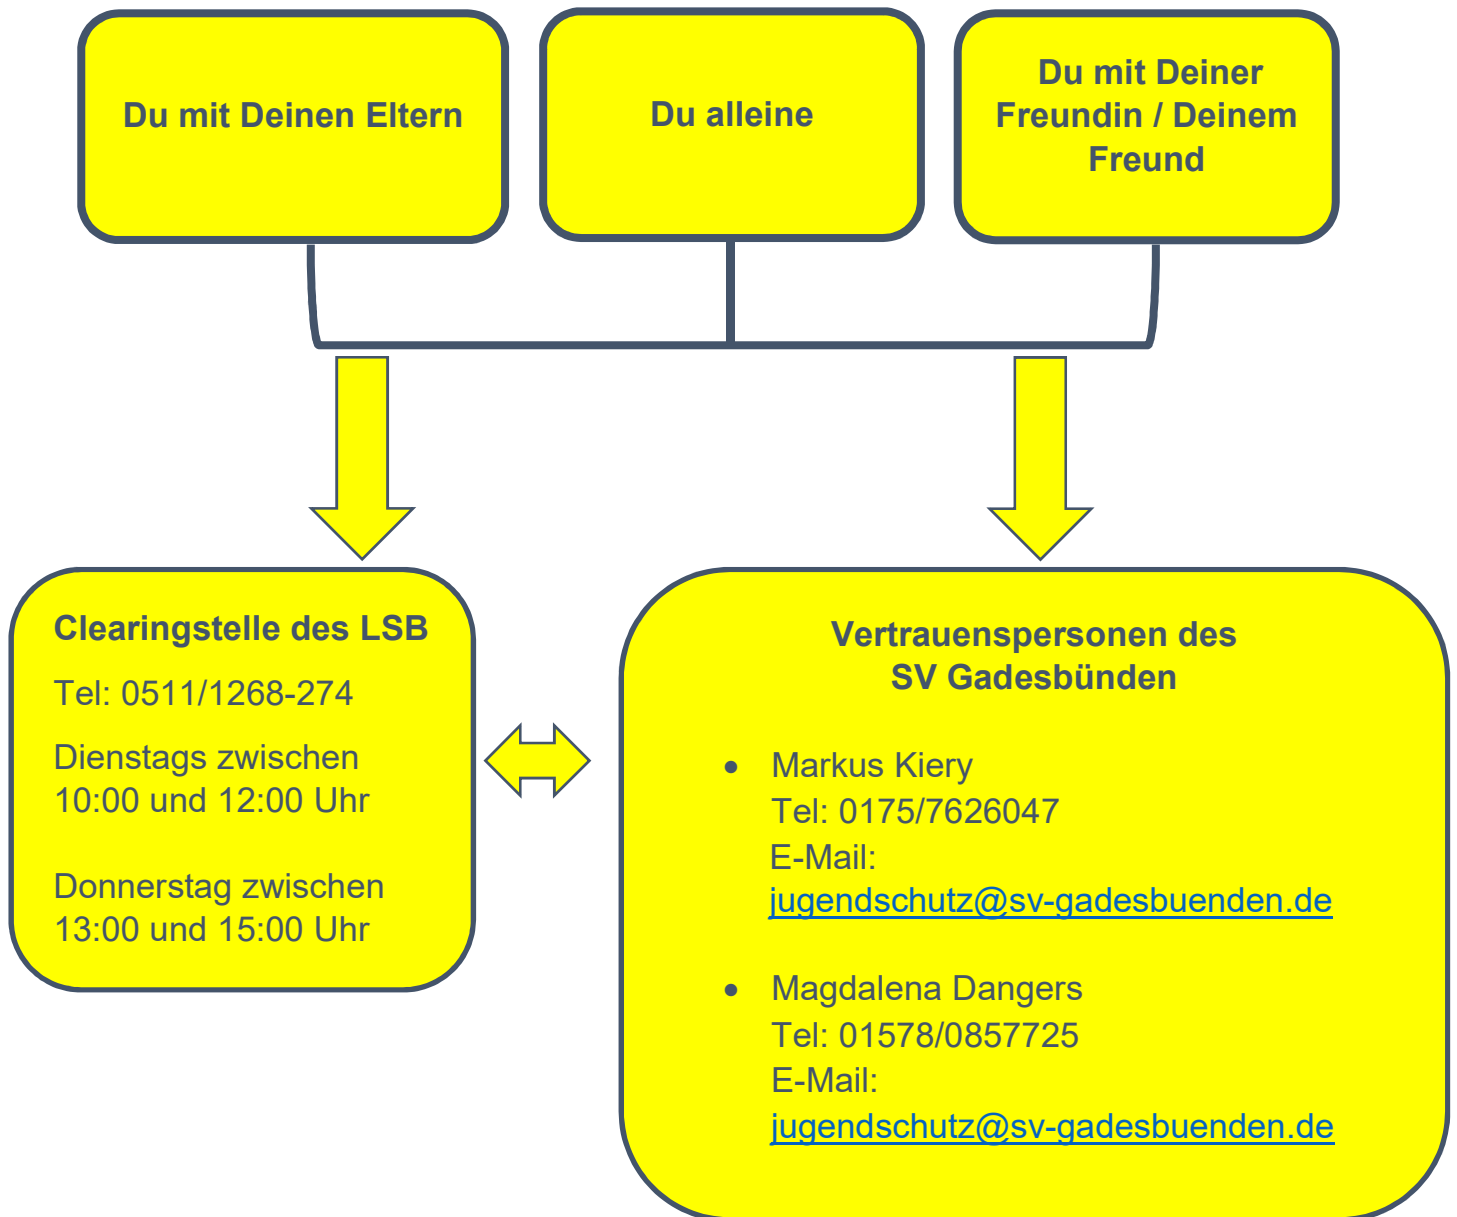 Du mit Deinen Eltern
Du alleine
Du mit Deiner
Freundin / Deinem
Freund
Clearingstelle des LSB
Tel: 0511/1268-274
Dienstags zwischen
10:00 und 12:00 Uhr
Donnerstag zwischen
13:00 und 15:00 Uhr
Vertrauenspersonen des
SV Gadesbünden
• Markus Kiery
Tel: 0175/7626047
E-Mail:
jugendschutz@sv-gadesbuenden.de
• Magdalena Dangers
Tel: 01578/0857725
E-Mail:
jugendschutz@sv-gadesbuenden.de